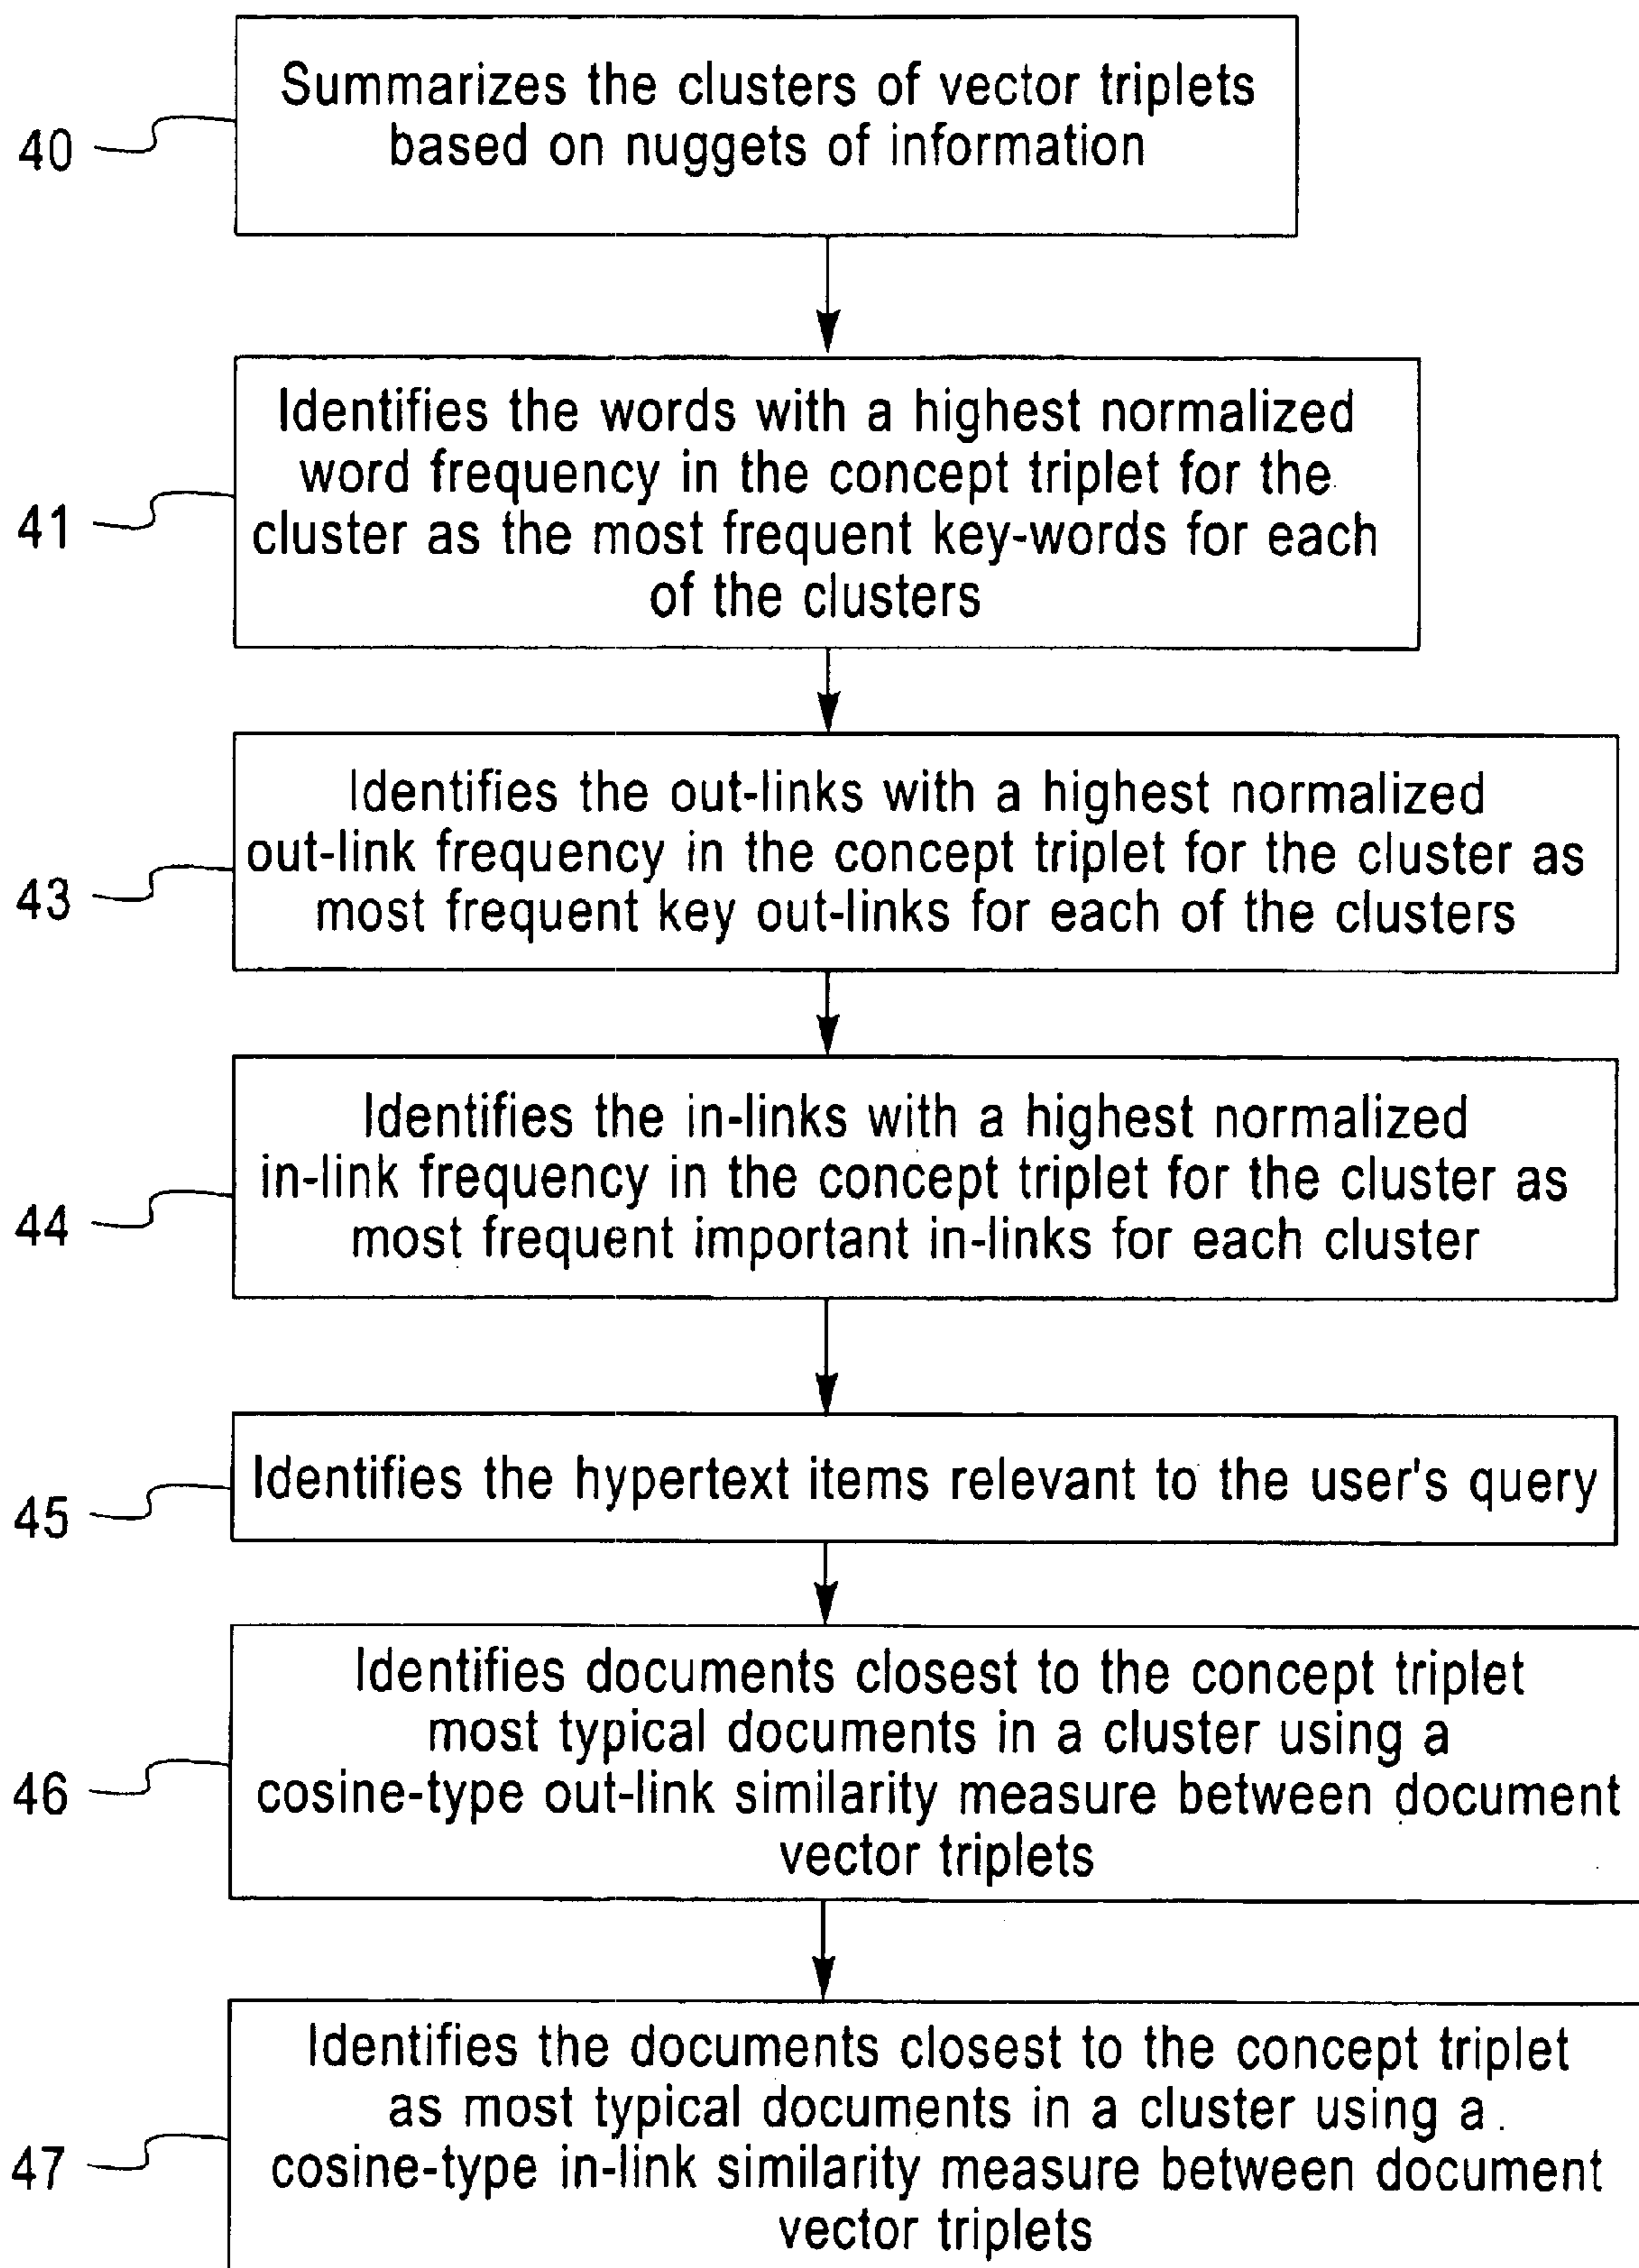 Summarizes the clusters of vector triplets
based on nuggets of information
40
Identifies the words with a highest normalized
word frequency in the concept triplet for the
cluster as the most frequent key-words for each
of the clusters
41
Identifies the out-links with a highest normalized
out-link frequency in the concept triplet for the cluster as
most frequent key out-links for each of the clusters
43
Identifies the in-links with a highest normalized
in-link frequency in the concept triplet for the cluster as
most frequent important in-links for each cluster
44
Identifies the hypertext items relevant to the user's query
45
Identifies documents closest to the concept triplet
most typical documents in a cluster using a
cosine-type out-link similarity measure between document
vector triplets
46
Identifies the documents closest to the concept triplet
as most typical documents in a cluster using a
cosine-type in-link similarity measure between document
vector triplets
47